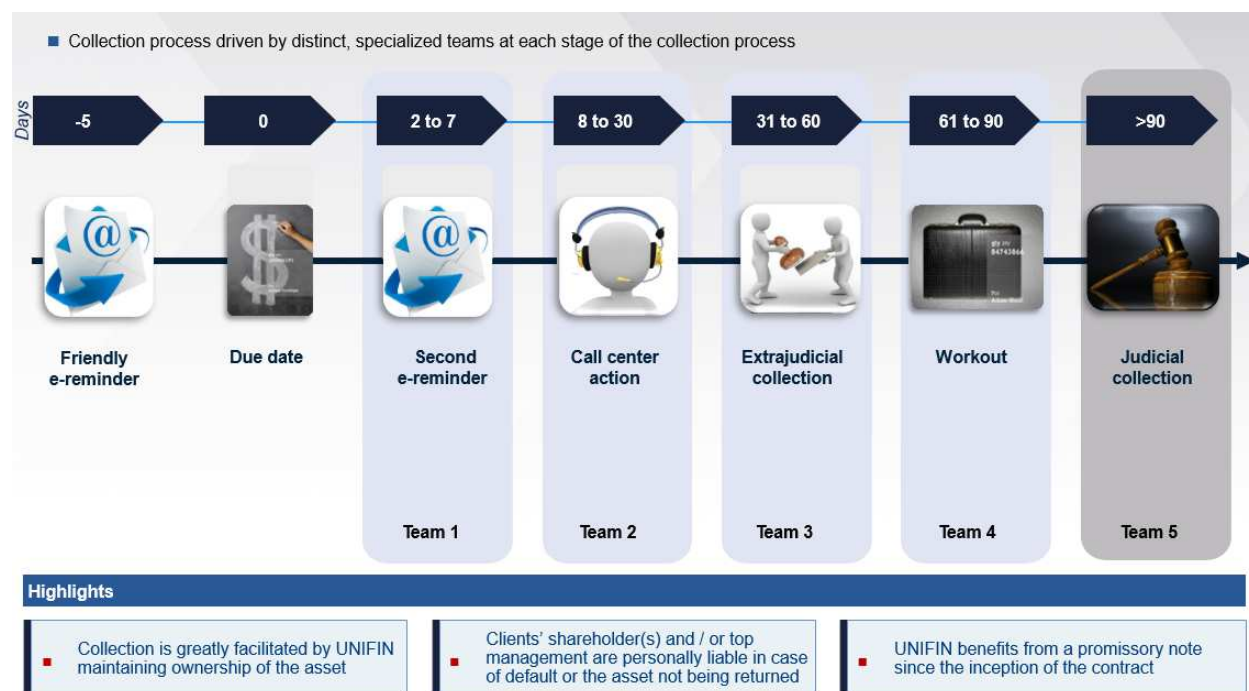 Collection process driven by distinct, specialized teams at each stage of the collection process
Days
-5
0
2 to 7
8 to 30
31 to 60
61 to 90
>90
Friendly
e-reminder
Due date
Second
e-reminder
Call center
action
Extrajudicial
collection
Workout
Judicial
collection
Team 1
Team 2
Team 3
Team 4
Team 5
Highlights
Collection is greatly facilitated by UNIFIN
maintaining ownership of the asset
Clients' shareholder(s) and / or top
management are personally liable in case
of default or the asset not being returned
UNIFIN benefits from a promissory note
since the inception of the contract